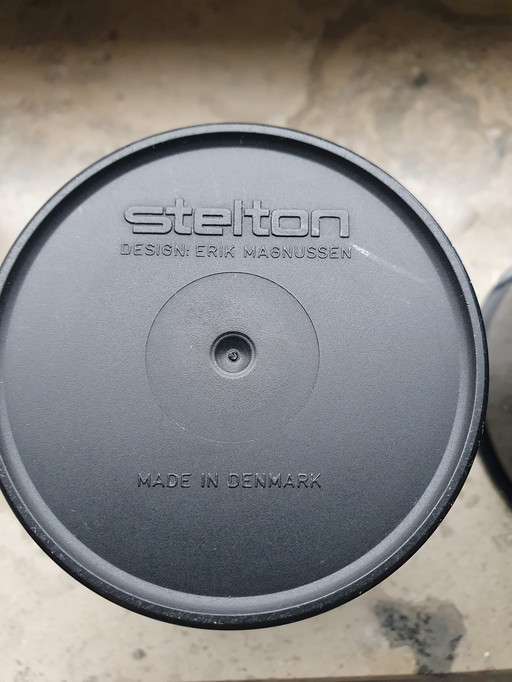 stelton
DESIGN: ERIK MAGNUSSEN
MADE IN DENMARK